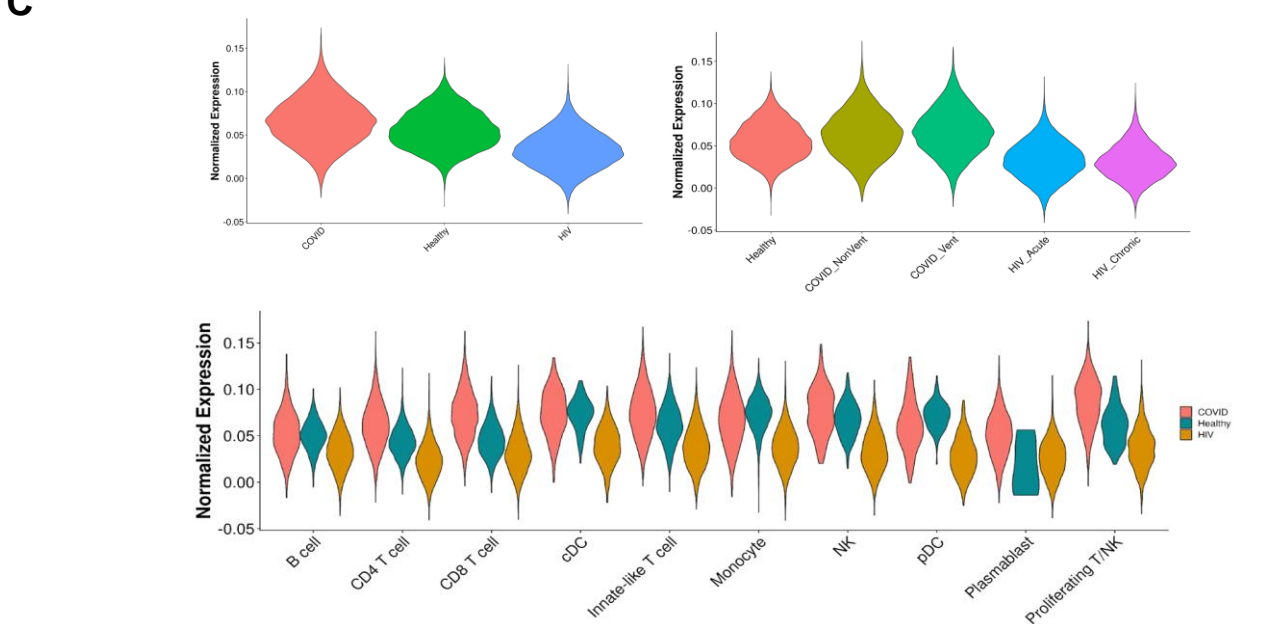 C
Normalized Expression
0.15
0.10
0.05
0.00
-0.05
COVID
Healthy
HIV
Normalized Expression
0.15
0.10
0.05
0.00
-0.05
Healthy
COVID_NonVent
COVID_Vent
HIV_Acute
HIV_Chronic
Normalized Expression
0.15
0.10
0.05
0.00
-0.05
B cell
CD4 T cell
CD8 T cell
cDC
Innate-like T cell
Monocyte
NK
pDC
Plasmablast
Proliferating T/NK
COVID
Healthy
HIV